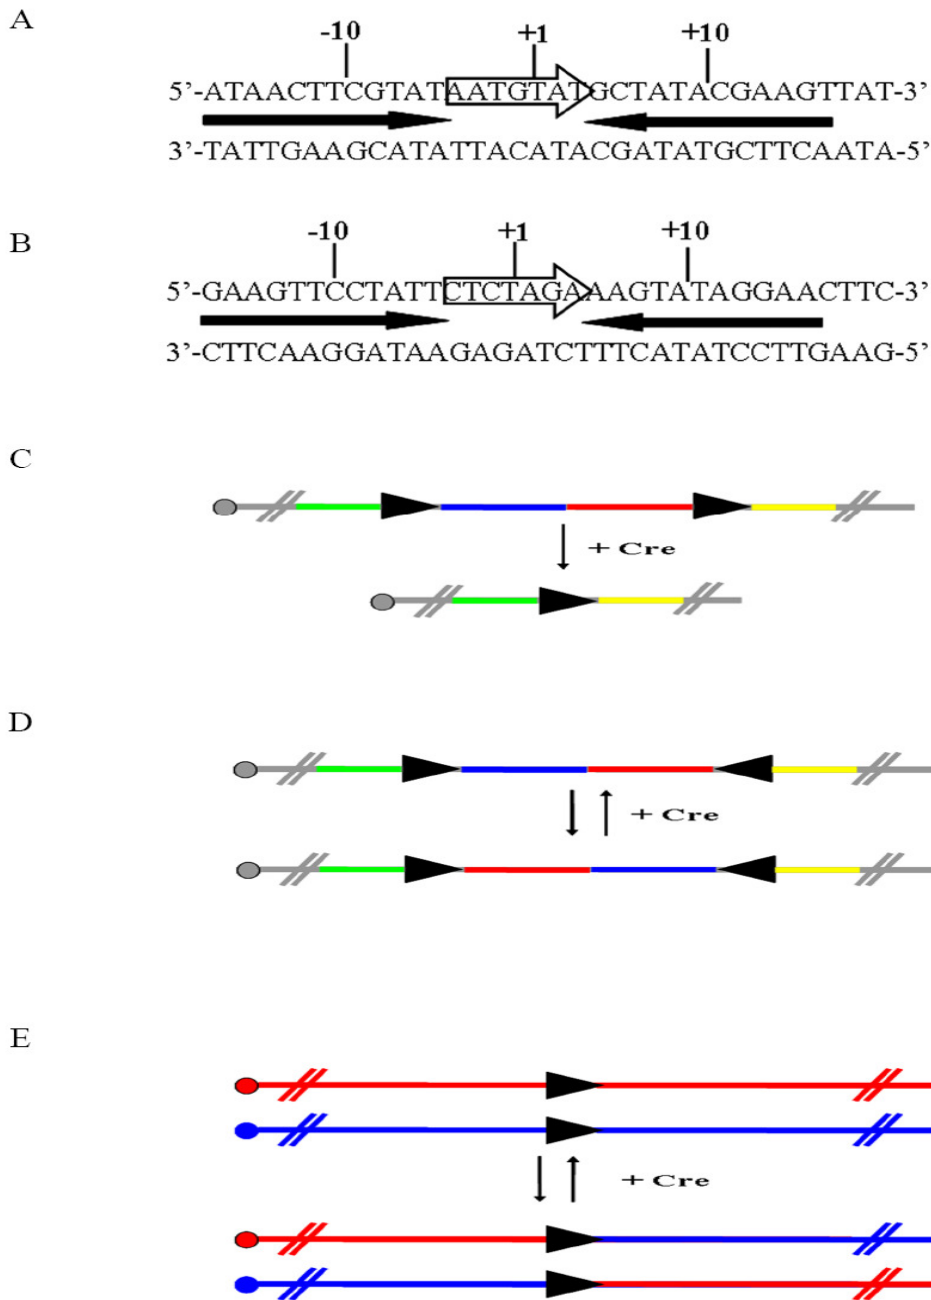 A
-10 +1 +10
5’-ATAACTTCGTATAATGTATGCTATACGAAGTTAT-3’
3’-TATTGAAGCATATTACATACGATATGCTTCAATA-5’
B
-10 +1 +10
5’-GAAGTTCCTATTCTCTAGAAAGTATAGGAACTTC-3’
3’-CTTCAAGGATAAGAGATCTTTCATATCCTTGAAG-5’
C
+ Cre
D
+ Cre
E
+ Cre